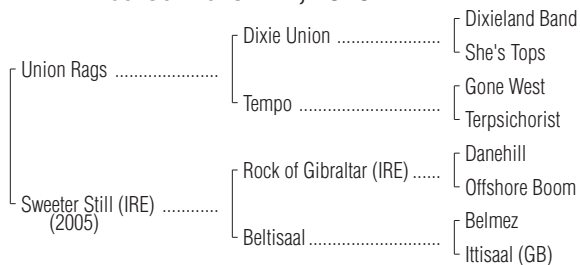 Dixieland Band
Dixie Union ......................
She's Tops
Union Rags .....................
Gone West
Tempo .............................
Terpsichorist
Danehill
Rock of Gibraltar (IRE) ......
Offshore Boom
Sweeter Still (IRE) ...........
(2005)
Belmez
Beltisaal ...........................
Ittisaal (GB)